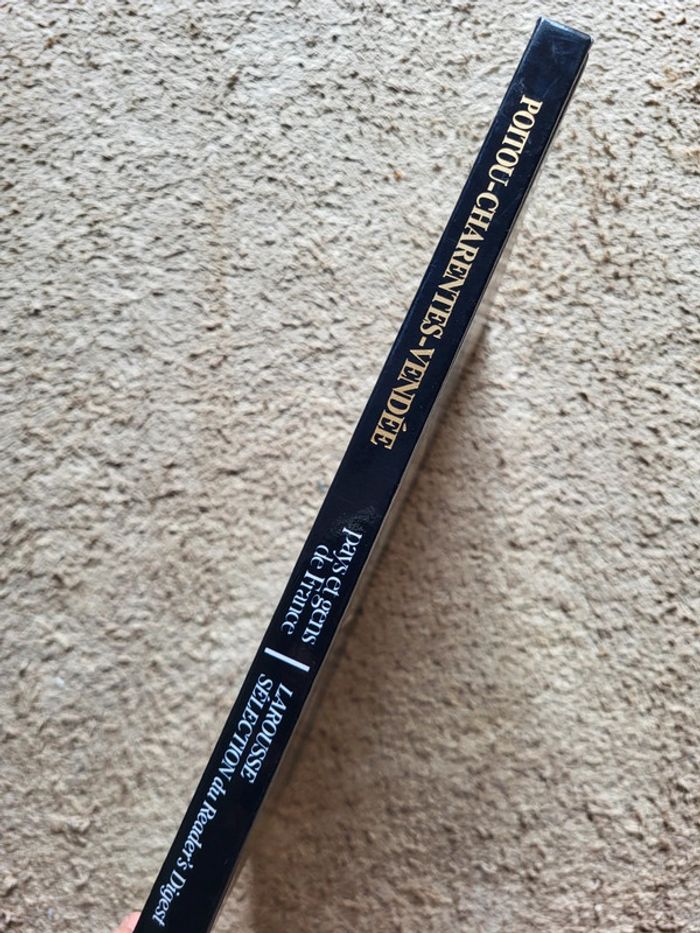 POITOU-CHARENTES-VENDÉE
pays et gens
de France
LAROUSSE
SÉLECTION du Reader's Digest